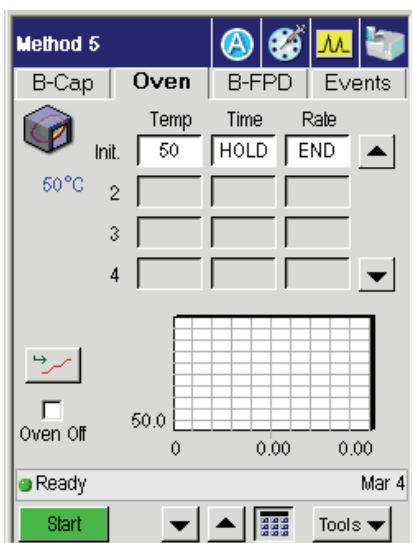 Method 5
B-Cap Oven B-FPD Events
Temp Time Rate
Init. 50 HOLD END
50°C
2
3
4
50.0
0 0.00 0.00
Oven Off
Ready Mar 4
Start Tools